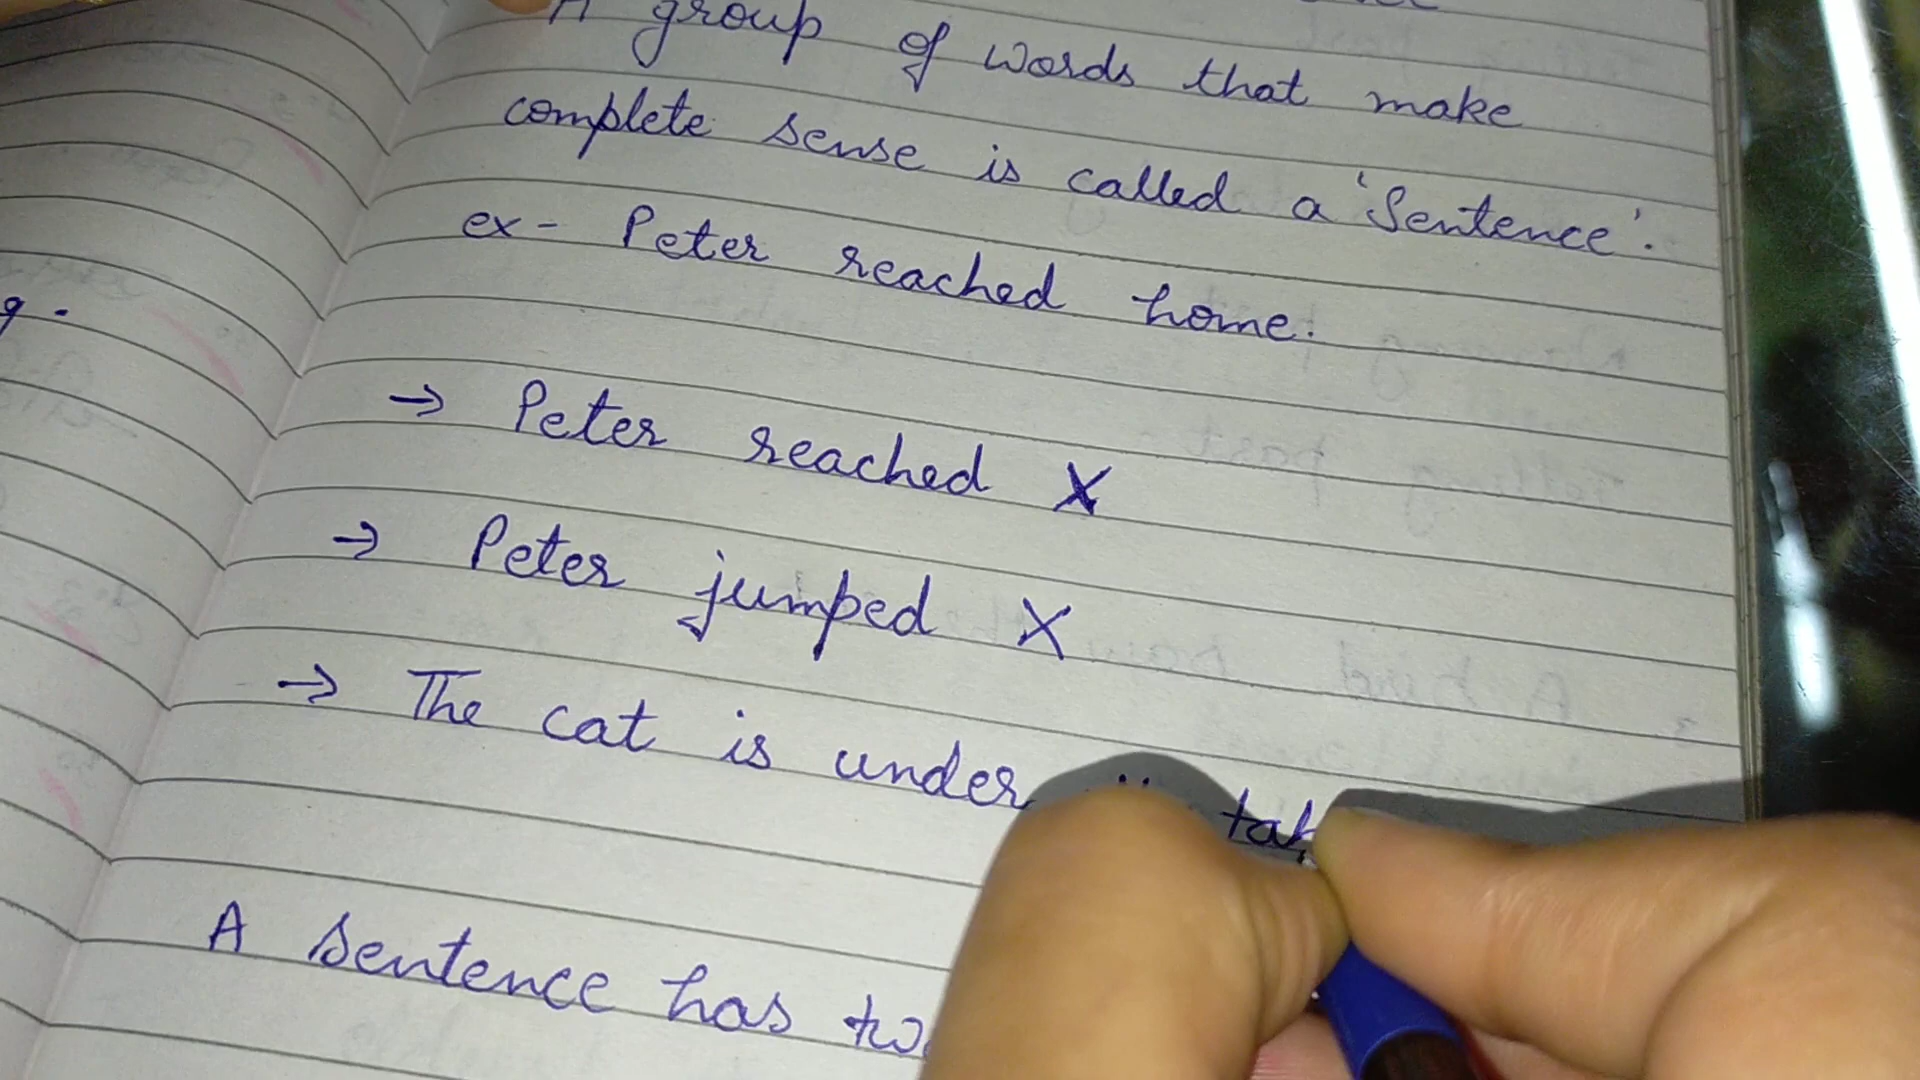 A group of words that make
complete sense is called a 'Sentence'.
ex - Peter reached home.
→ Peter reached X
→ Peter jumped X
→ The cat is under
A sentence has
g.